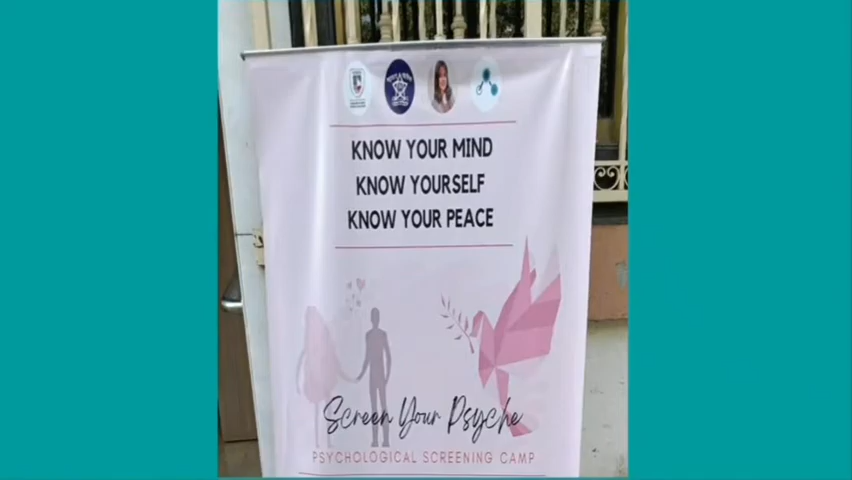 KNOW YOUR MIND
KNOW YOURSELF
KNOW YOUR PEACE
Screen Your Psyche
PSYCHOLOGICAL SCREENING CAMP